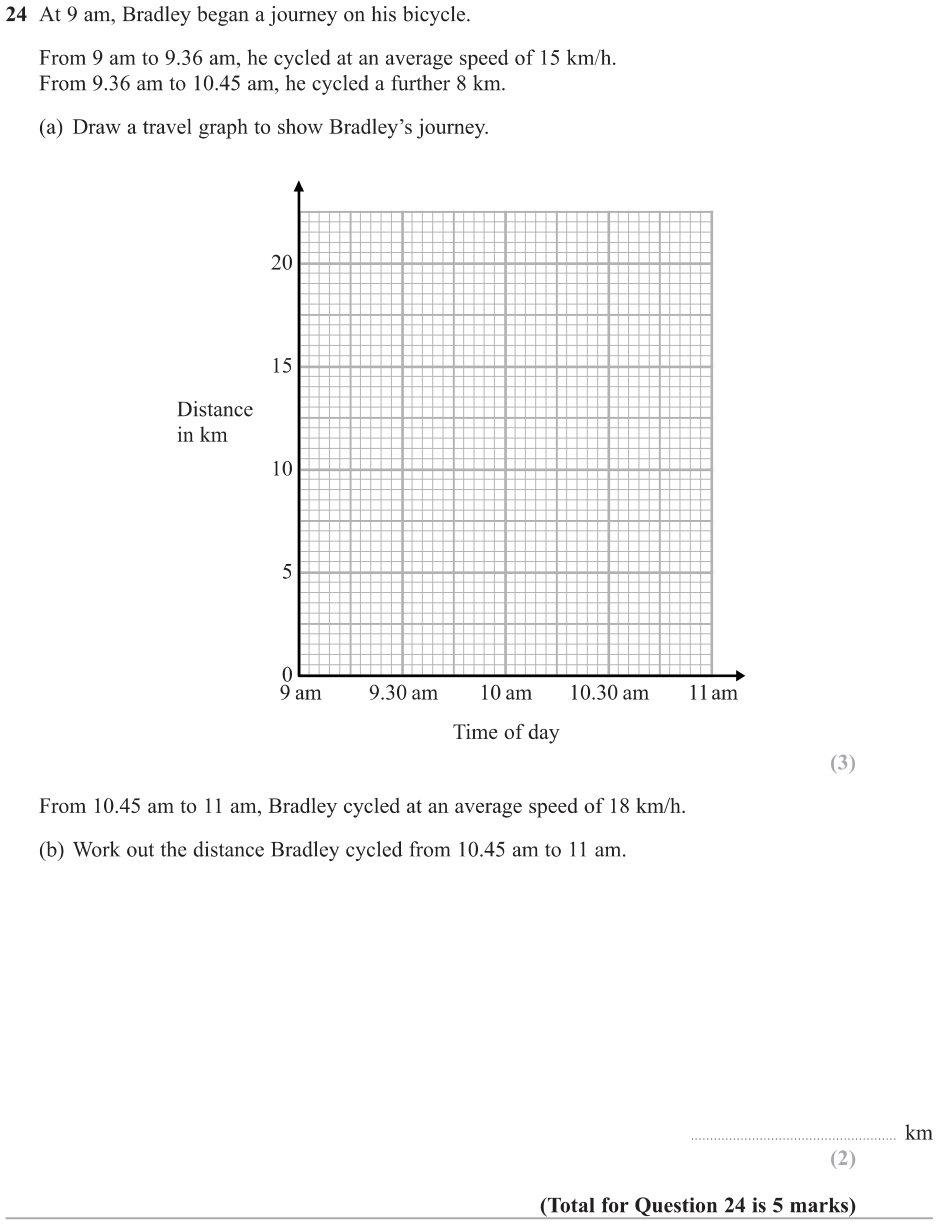 24 At 9 am, Bradley began a journey on his bicycle.
From 9 am to 9.36 am, he cycled at an average speed of 15 km/h.
From 9.36 am to 10.45 am, he cycled a further 8 km.
(a) Draw a travel graph to show Bradley’s journey.
20
15
Distance
in km
10
5
0
9 am 9.30 am 10 am 10.30 am 11 am
Time of day
(3)
From 10.45 am to 11 am, Bradley cycled at an average speed of 18 km/h.
(b) Work out the distance Bradley cycled from 10.45 am to 11 am.
.................................................... km
(2)
(Total for Question 24 is 5 marks)